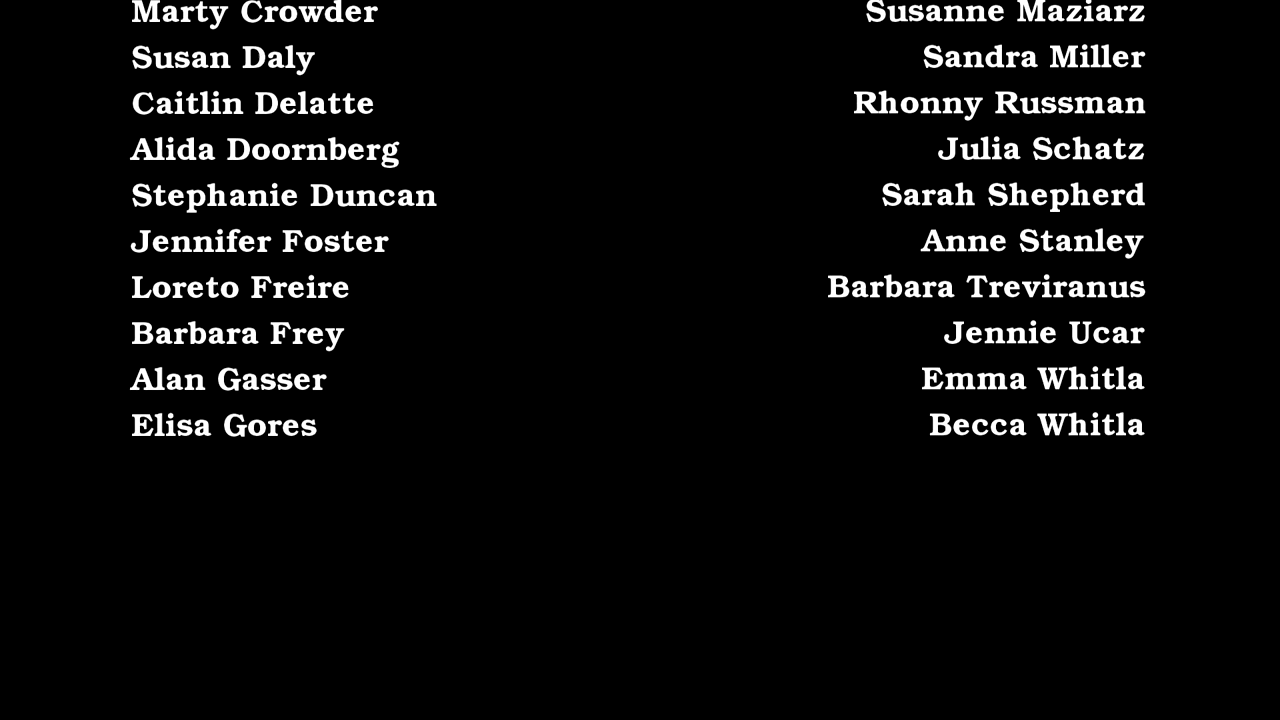 Marty Crowder
Susan Daly
Caitlin Delatte
Alida Doornberg
Stephanie Duncan
Jennifer Foster
Loreto Freire
Barbara Frey
Alan Gasser
Elisa Gores
Susanne Maziarz
Sandra Miller
Rhonny Russman
Julia Schatz
Sarah Shepherd
Anne Stanley
Barbara Treviranus
Jennie Ucar
Emma Whitla
Becca Whitla